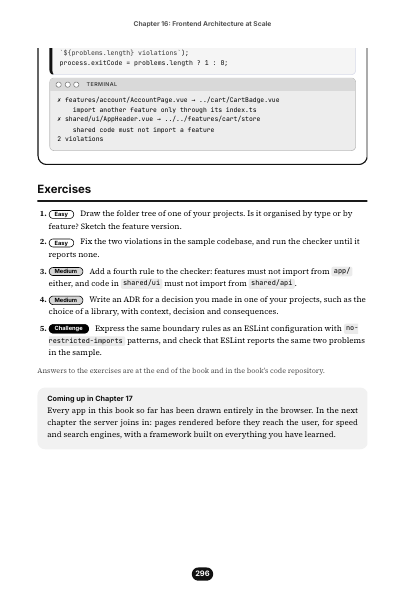 Chapter 16: Frontend Architecture at Scale
`${problems.length} violations`);
process.exitCode = problems.length ? 1 : 0;
TERMINAL
✗ features/account/AccountPage.vue → ../cart/CartBadge.vue
import another feature only through its index.ts
✗ shared/ui/AppHeader.vue → ../../features/cart/store
shared code must not import a feature
2 violations
Exercises
1. Easy Draw the folder tree of one of your projects. Is it organised by type or by
feature? Sketch the feature version.
2. Easy Fix the two violations in the sample codebase, and run the checker until it
reports none.
3. Medium Add a fourth rule to the checker: features must not import from app/
either, and code in shared/ui must not import from shared/api.
4. Medium Write an ADR for a decision you made in one of your projects, such as the
choice of a library, with context, decision and consequences.
5. Challenge Express the same boundary rules as an ESLint configuration with no-
restricted-imports patterns, and check that ESLint reports the same two problems
in the sample.
Answers to the exercises are at the end of the book and in the book's code repository.
Coming up in Chapter 17
Every app in this book so far has been drawn entirely in the browser. In the next
chapter the server joins in: pages rendered before they reach the user, for speed
and search engines, with a framework built on everything you have learned.
296